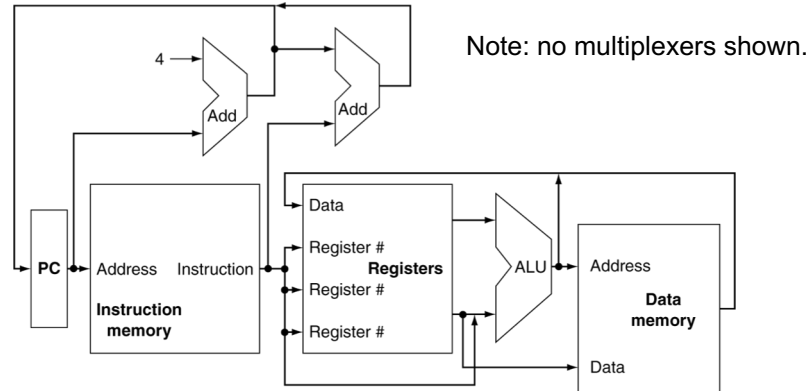 Note: no multiplexers shown.
4
Add
Add
Data
Register #
Register #
Register #
Registers
PC
Address
Instruction
Instruction
memory
ALU
Address
Data
memory
Data